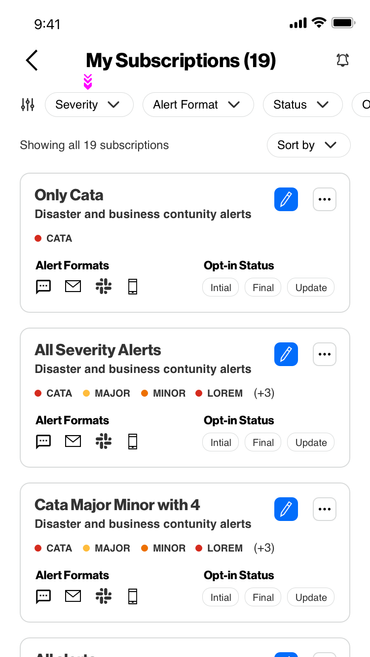 9:41
My Subscriptions (19)
Severity Alert Format Status
Showing all 19 subscriptions Sort by
Only Cata
Disaster and business contunity alerts
CATA
Alert Formats Opt-in Status
Intial Final Update
All Severity Alerts
Disaster and business contunity alerts
CATA MAJOR MINOR LOREM (+3)
Alert Formats Opt-in Status
Intial Final Update
Cata Major Minor with 4
Disaster and business contunity alerts
CATA MAJOR MINOR LOREM (+3)
Alert Formats Opt-in Status
Intial Final Update